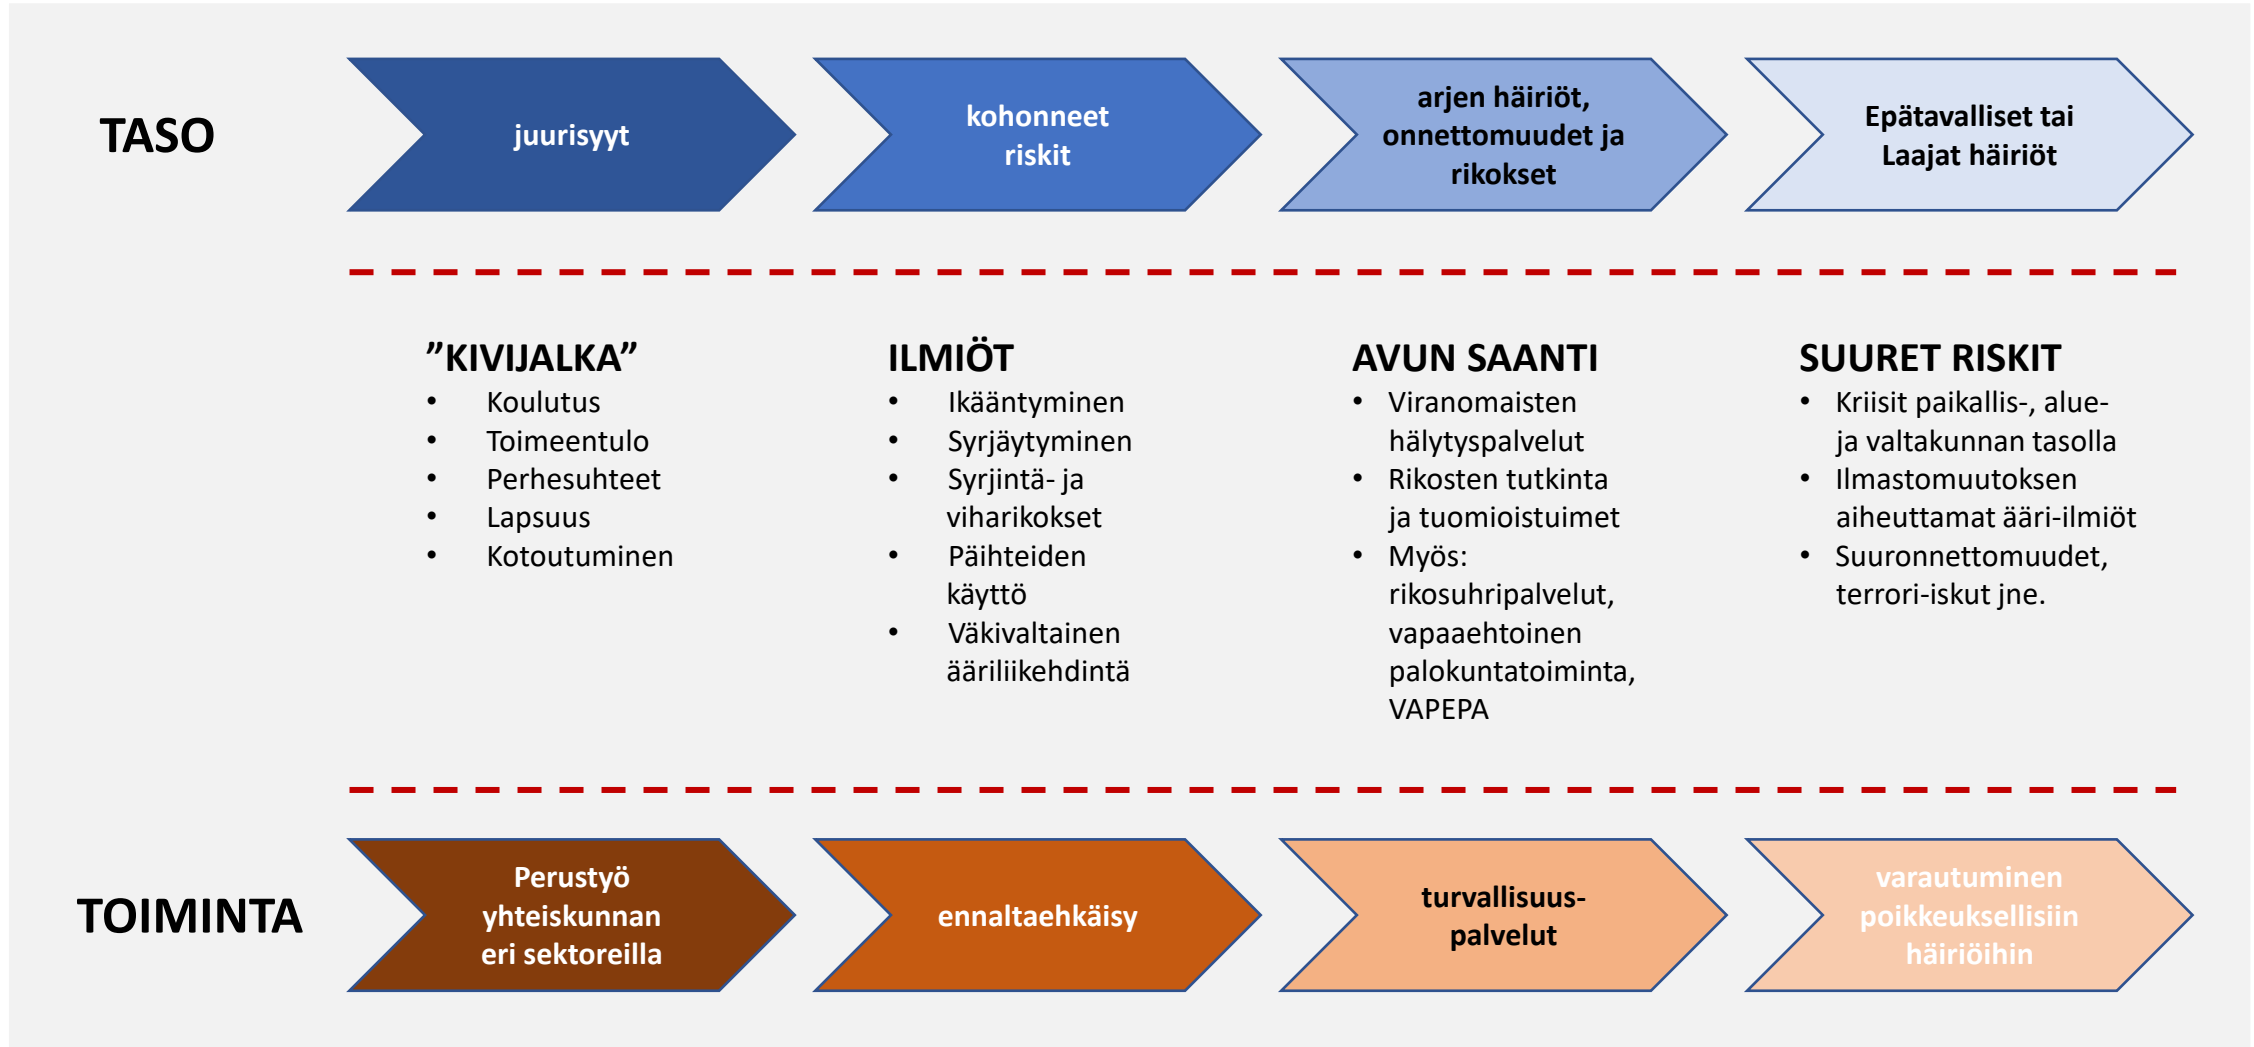 TASO
juurisyyt
kohonneet
riskit
arjen häiriöt,
onnettomuudet ja
rikokset
Epätavalliset tai
Laajat häiriöt
”KIVIJALKA”
• Koulutus
• Toimeentulo
• Perhesuhteet
• Lapsuus
• Kotoutuminen
ILMIÖT
• Ikääntyminen
• Syrjäytyminen
• Syrjintä- ja
viharikokset
• Päihteiden
käyttö
• Väkivaltainen
ääriliikehdintä
AVUN SAANTI
• Viranomaisten
hälytyspalvelut
• Rikosten tutkinta
ja tuomioistuimet
• Myös:
rikosuhripalvelut,
vapaaehtoinen
palokuntatoiminta,
VAPEPA
SUURET RISKIT
• Kriisit paikallis-, alue-
ja valtakunnan tasolla
• Ilmastomuutoksen
aiheuttamat ääri-ilmiöt
• Suuronnettomuudet,
terrori-iskut jne.
TOIMINTA
Perustyö
yhteiskunnan
eri sektoreilla
ennaltaehkäisy
turvallisuus-
palvelut
varautuminen
poikkeuksellisiin
häiriöihin